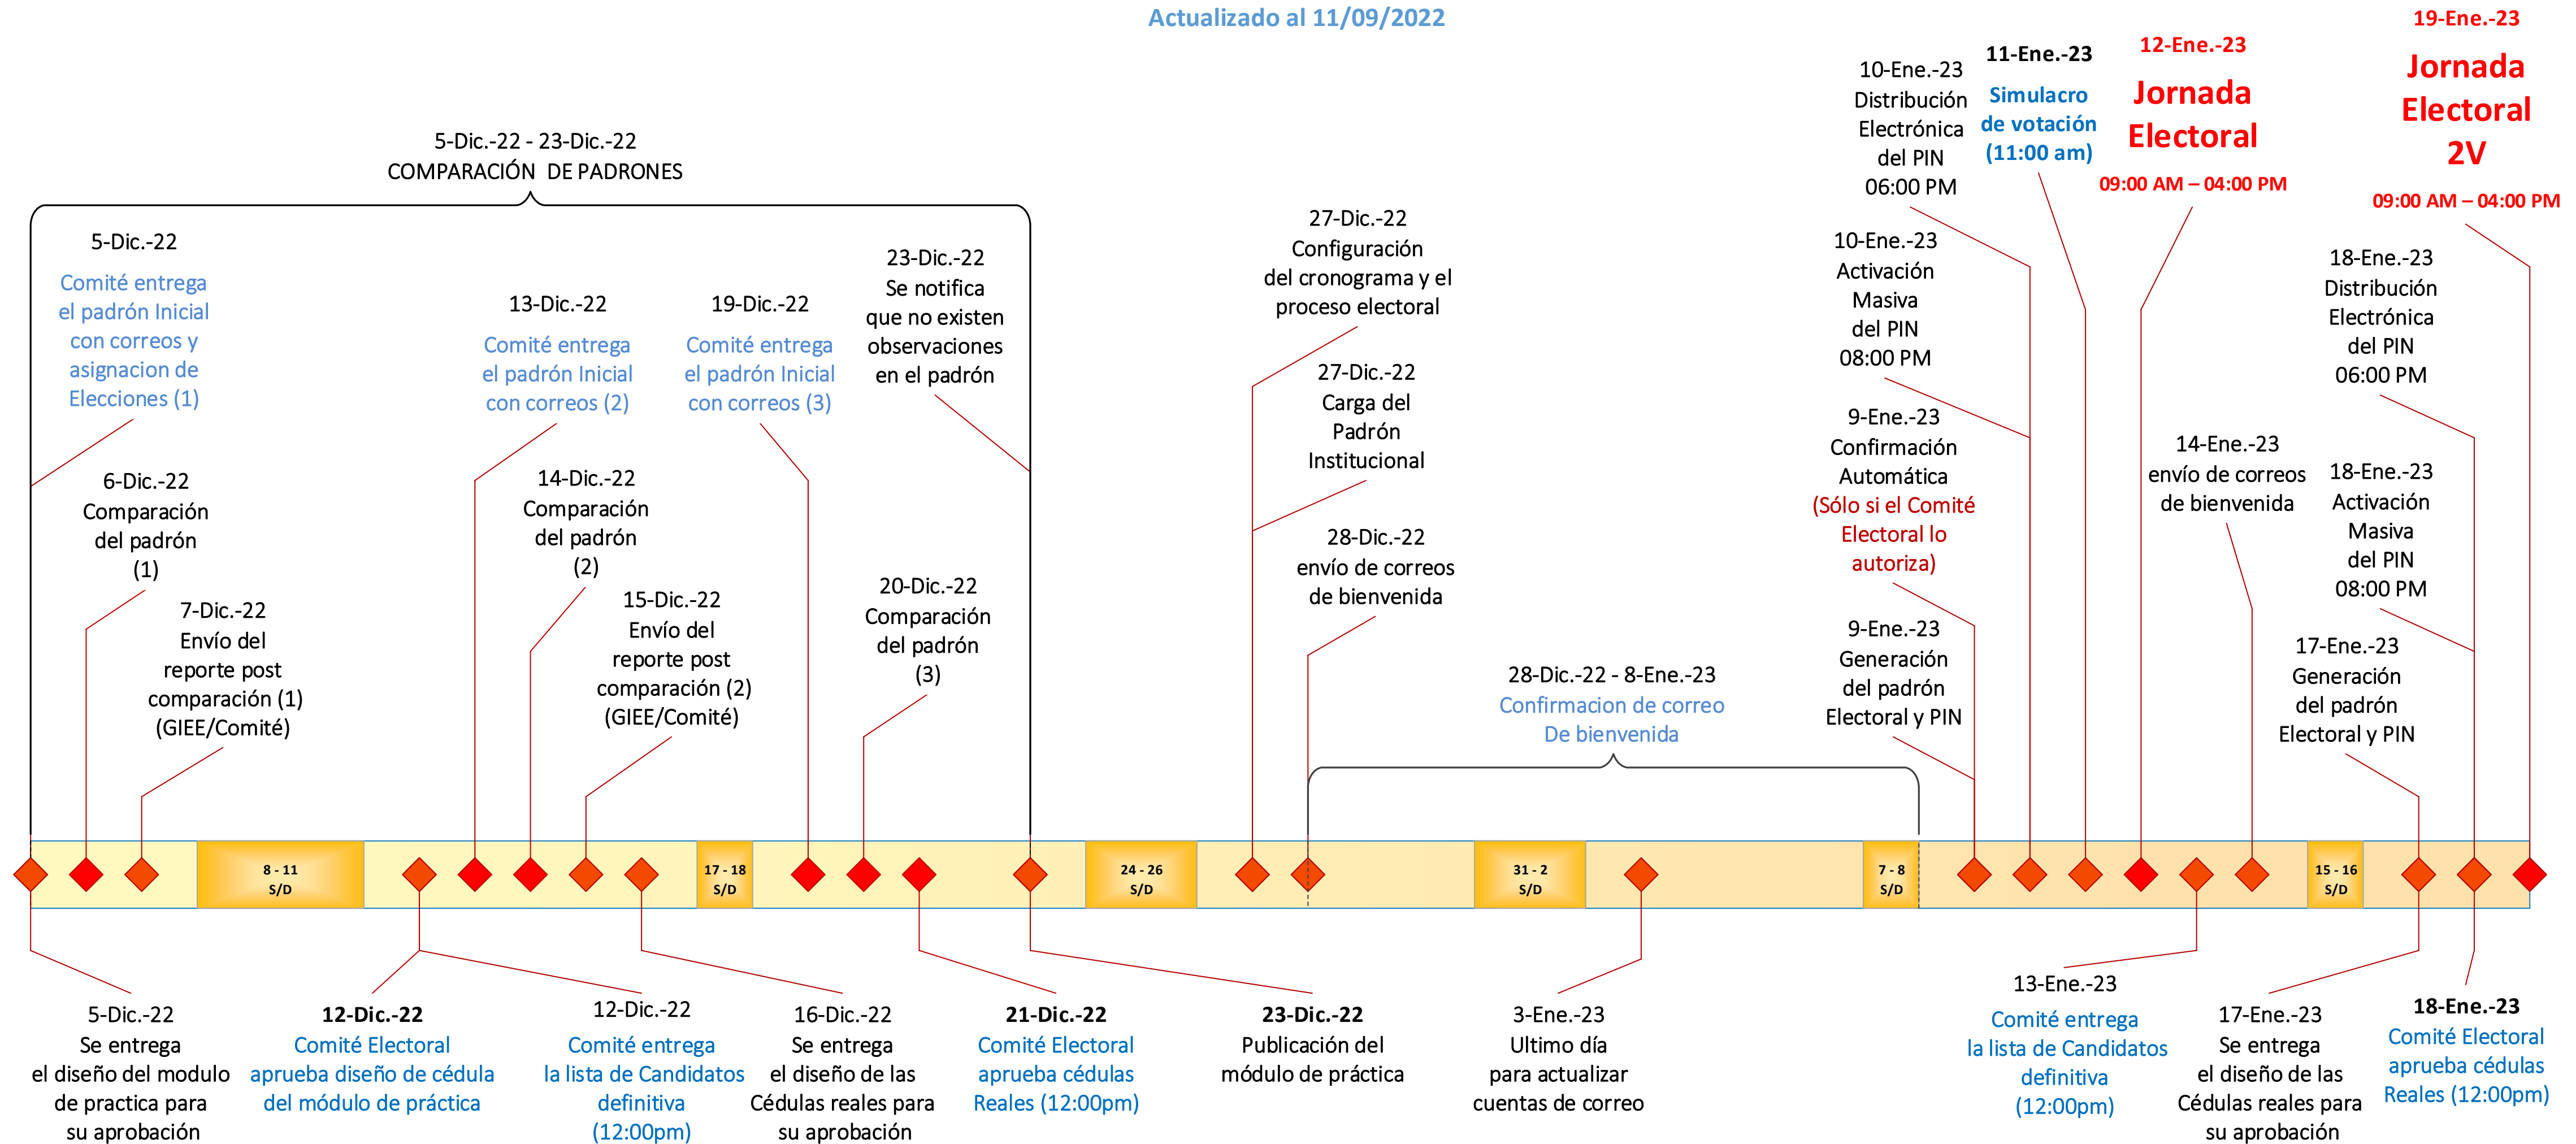 Actualizado al 11/09/2022
5-Dic.-22 - 23-Dic.-22
COMPARACIÓN DE PADRONES
5-Dic.-22
Comité entrega
el padrón Inicial
con correos y
asignacion de
Elecciones (1)
6-Dic.-22
Comparación
del padrón
(1)
7-Dic.-22
Envío del
reporte post
comparación (1)
(GIEE/Comité)
13-Dic.-22
Comité entrega
el padrón Inicial
con correos (2)
14-Dic.-22
Comparación
del padrón
(2)
15-Dic.-22
Envío del
reporte post
comparación (2)
(GIEE/Comité)
19-Dic.-22
Comité entrega
el padrón Inicial
con correos (3)
20-Dic.-22
Comparación
del padrón
(3)
23-Dic.-22
Se notifica
que no existen
observaciones
en el padrón
27-Dic.-22
Configuración
del cronograma y el
proceso electoral
27-Dic.-22
Carga del
Padrón
Institucional
28-Dic.-22
envío de correos
de bienvenida
28-Dic.-22 - 8-Ene.-23
Confirmacion de correo
De bienvenida
10-Ene.-23
Distribución
Electrónica
del PIN
06:00 PM
10-Ene.-23
Activación
Masiva
del PIN
08:00 PM
9-Ene.-23
Confirmación
Automática
(Sólo si el Comité
Electoral lo
autoriza)
9-Ene.-23
Generación
del padrón
Electoral y PIN
11-Ene.-23
Simulacro
de votación
(11:00 am)
12-Ene.-23
Jornada
Electoral
09:00 AM – 04:00 PM
14-Ene.-23
envío de correos
de bienvenida
19-Ene.-23
Jornada
Electoral
2V
09:00 AM – 04:00 PM
18-Ene.-23
Distribución
Electrónica
del PIN
06:00 PM
18-Ene.-23
Activación
Masiva
del PIN
08:00 PM
17-Ene.-23
Generación
del padrón
Electoral y PIN
8 - 11
S/D
17 - 18
S/D
24 - 26
S/D
31 - 2
S/D
7 - 8
S/D
15 - 16
S/D
5-Dic.-22
Se entrega
el diseño del modulo
de practica para
su aprobación
12-Dic.-22
Comité Electoral
aprueba diseño de cédula
del módulo de práctica
12-Dic.-22
Comité entrega
la lista de Candidatos
definitiva
(12:00pm)
16-Dic.-22
Se entrega
el diseño de las
Cédulas reales para
su aprobación
21-Dic.-22
Comité Electoral
aprueba cédulas
Reales (12:00pm)
23-Dic.-22
Publicación del
módulo de práctica
3-Ene.-23
Ultimo día
para actualizar
cuentas de correo
13-Ene.-23
Comité entrega
la lista de Candidatos
definitiva
(12:00pm)
17-Ene.-23
Se entrega
el diseño de las
Cédulas reales para
su aprobación
18-Ene.-23
Comité Electoral
aprueba cédulas
Reales (12:00pm)